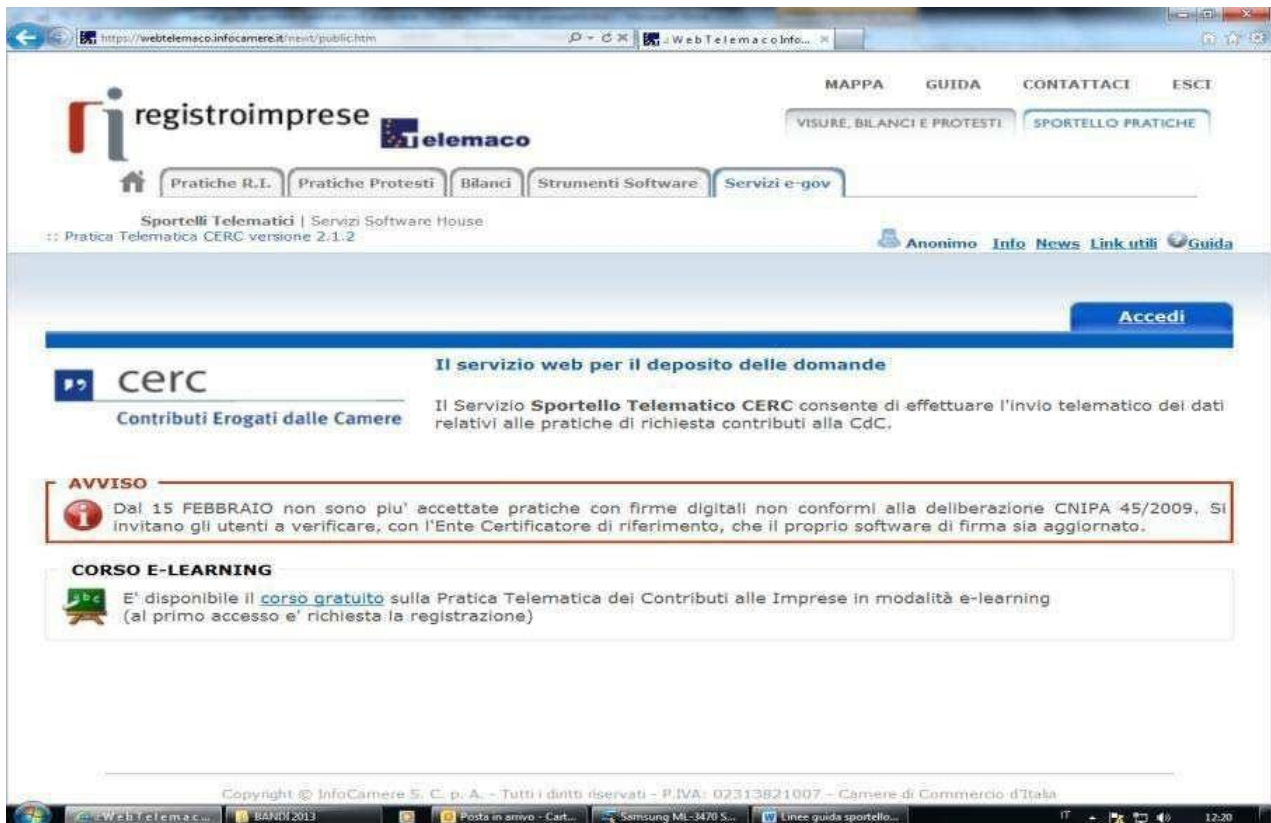 https://webtelemaco.infocamere.it/newt/public.htm
WebTelemacoInfo...
MAPPA GUIDA CONTATTACI ESCI
registroimprese
Telemaco
VISURE, BILANCI E PROTESTI SPORTELLO PRATICHE
Pratiche R.I. Pratiche Protesti Bilanci Strumenti Software Servizi e-gov
Sportelli Telematici | Servizi Software House
:: Pratica Telematica CERC versione 2.1.2
Anonimo Info News Link utili Guida
Accedi
cerc
Contributi Erogati dalle Camere
Il servizio web per il deposito delle domande
Il Servizio Sportello Telematico CERC consente di effettuare l'invio telematico dei dati
relativi alle pratiche di richiesta contributi alla CdC.
AVVISO
Dal 15 FEBBRAIO non sono piu' accettate pratiche con firme digitali non conformi alla deliberazione CNIPA 45/2009. Si
invitano gli utenti a verificare, con l'Ente Certificatore di riferimento, che il proprio software di firma sia aggiornato.
CORSO E-LEARNING
abc
E' disponibile il corso gratuito sulla Pratica Telematica dei Contributi alle Imprese in modalità e-learning
(al primo accesso e' richiesta la registrazione)
Copyright © InfoCamere S. C. p. A. - Tutti i diritti riservati - P.IVA: 02313821007 - Camere di Commercio d'Italia
WebTelemac... BANDI 2013 Posta in arrivo - Cart... Samsung ML-3470 S... Linee guida sportello... IT 12:20